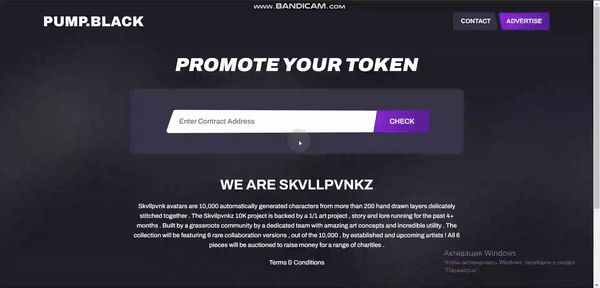 www.BANDICAM.com
PUMP.BLACK
CONTACT
ADVERTISE
PROMOTE YOUR TOKEN
Enter Contract Address
CHECK
WE ARE SKVLLPVNKZ
Skvllpvnk avatars are 10,000 automatically generated characters from more than 200 hand drawn layers delicately
stitched together . The Skvllpvnkz 10K project is backed by a 1/1 art project , story and lore running for the past 4+
months . Built by a grassroots community by a dedicated team with amazing art concepts and incredible utility . The
collection will be featuring 6 rare collaboration versions , out of the 10,000 , by established and upcoming artists ! All 6
pieces will be auctioned to raise money for a range of charities .
Terms & Conditions
Активация Windows
Чтобы активировать Windows, перейдите в раздел
"Параметры".